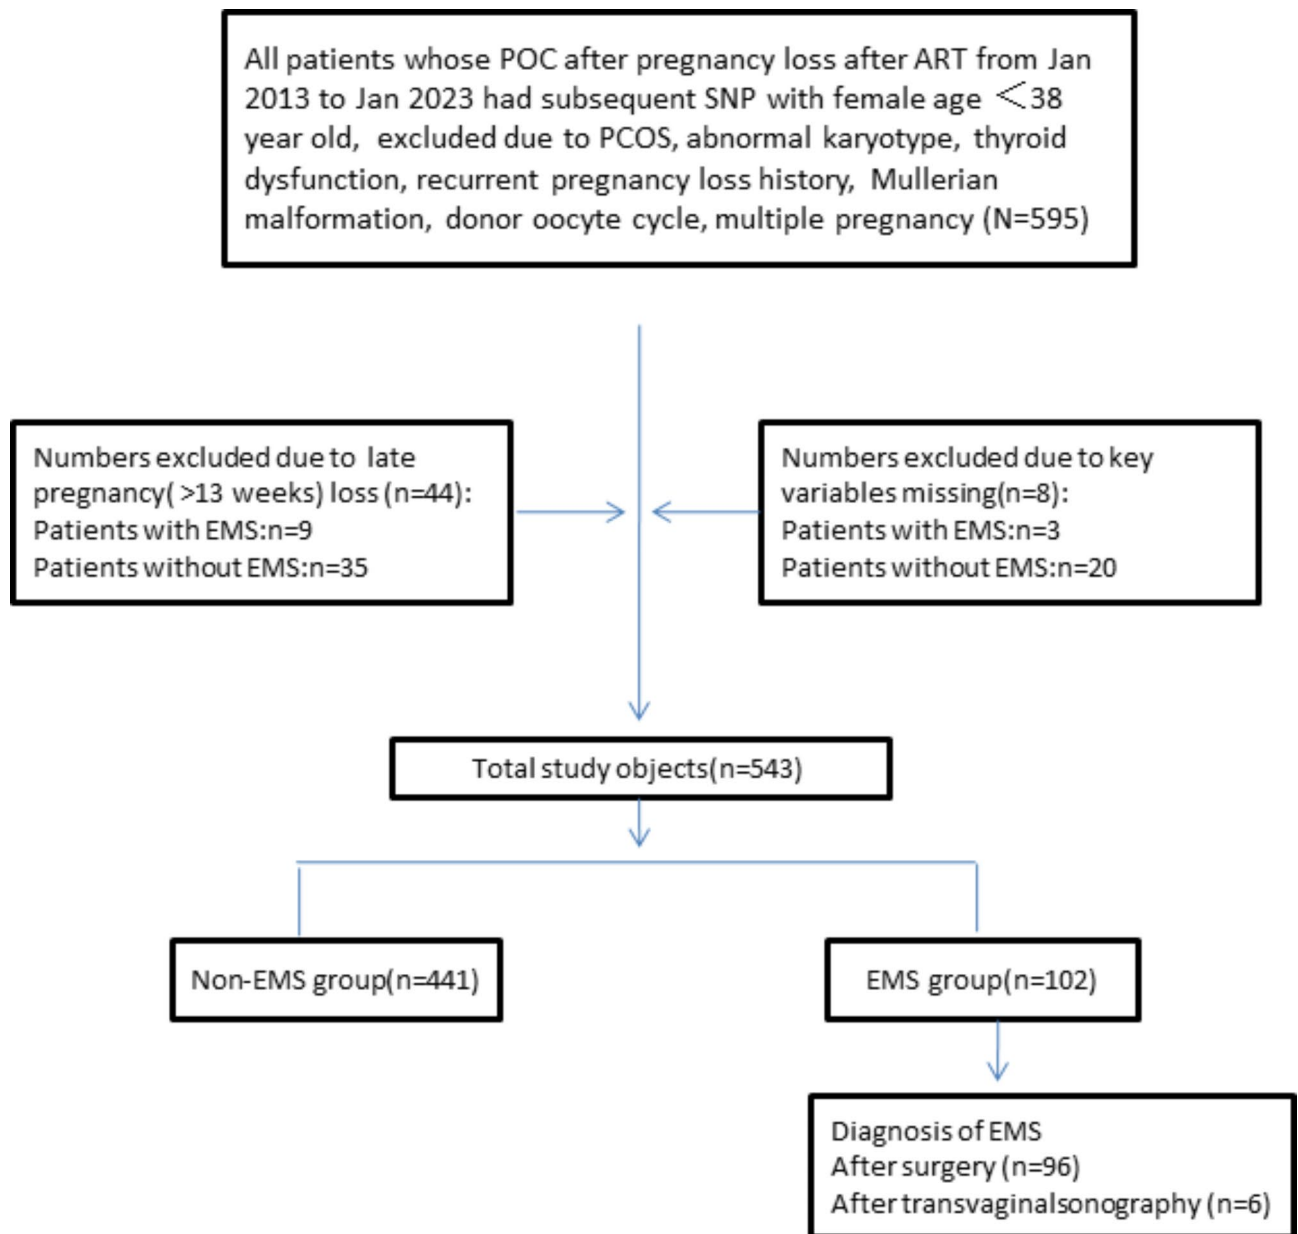 All patients whose POC after pregnancy loss after ART from Jan
2013 to Jan 2023 had subsequent SNP with female age <38
year old, excluded due to PCOS, abnormal karyotype, thyroid
dysfunction, recurrent pregnancy loss history, Mullerian
malformation, donor oocyte cycle, multiple pregnancy (N=595)
Numbers excluded due to late
pregnancy( >13 weeks) loss (n=44):
Patients with EMS:n=9
Patients without EMS:n=35
Numbers excluded due to key
variables missing(n=8):
Patients with EMS:n=3
Patients without EMS:n=20
Total study objects(n=543)
Non-EMS group(n=441)
EMS group(n=102)
Diagnosis of EMS
After surgery (n=96)
After transvaginalsonography (n=6)